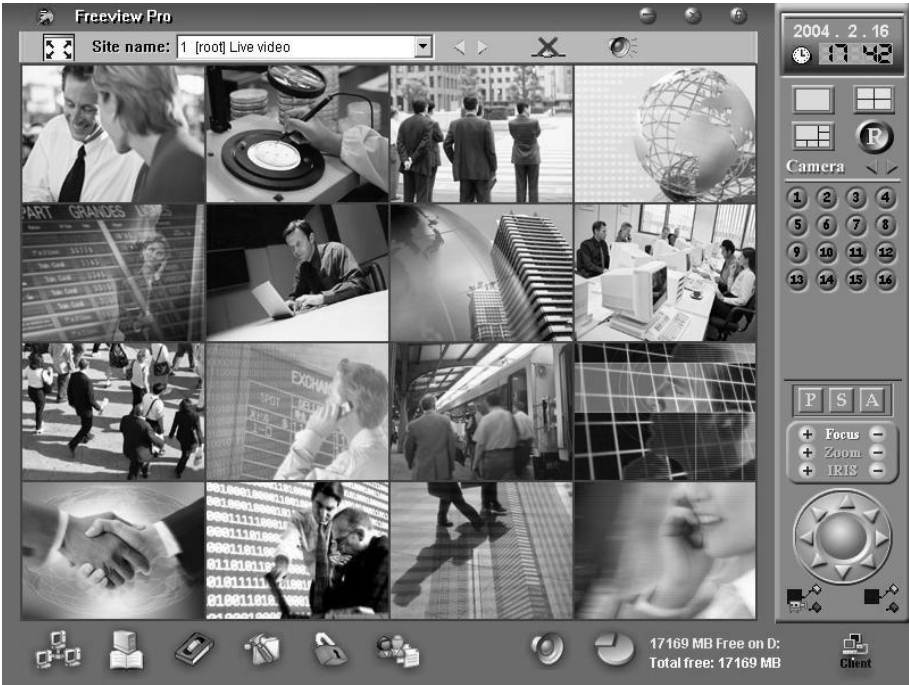 Freeview Pro
Site name: 1 [root] Live video
2004 . 2 . 16
17 42
R
Camera
1 2 3 4
5 6 7 8
9 10 11 12
13 14 15 16
PART GRANDES
EXCHAN
SPOT SELL
P S A
+ Focus −
+ Zoom −
+ IRIS −
17169 MB Free on D:
Total free: 17169 MB
Client